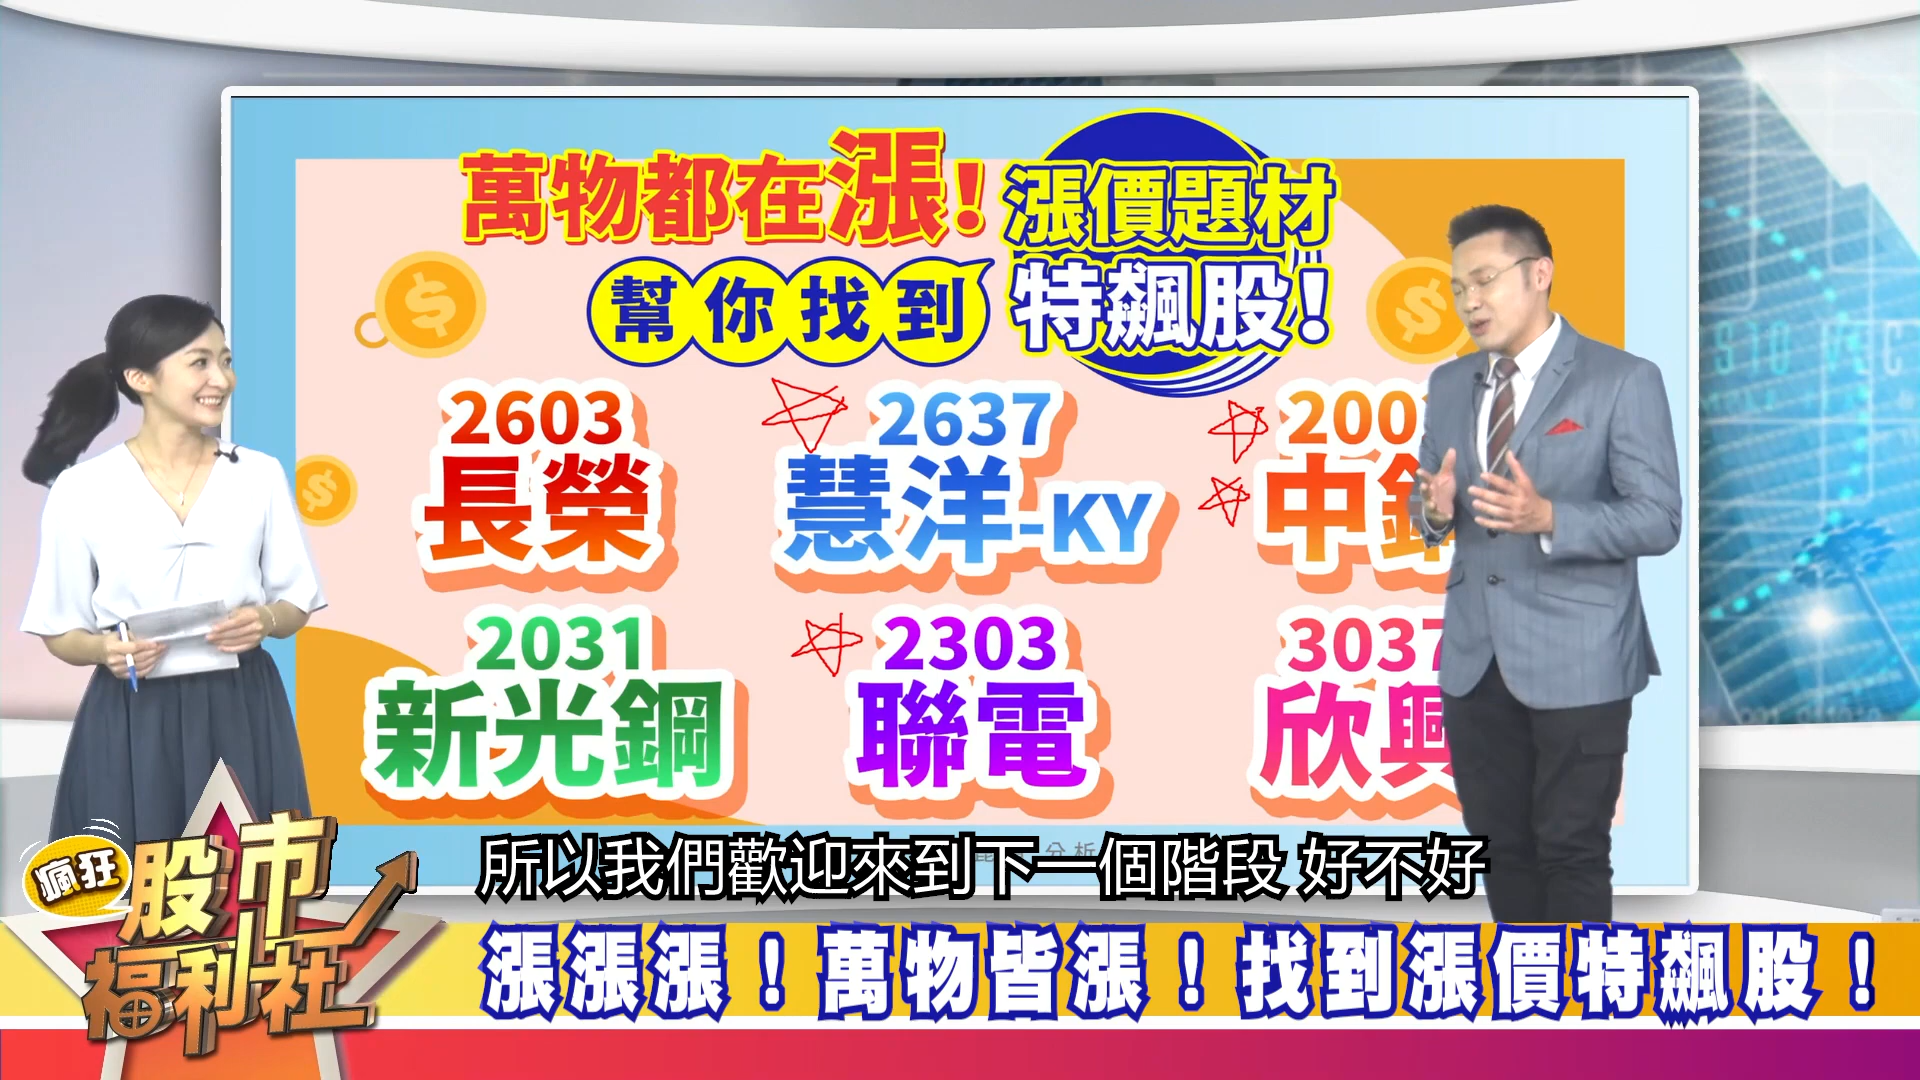 萬物都在漲!
漲價題材
幫你找到
特飆股!
2603
長榮
2637
慧洋-KY
200
中
2031
新光鋼
2303
聯電
3037
欣興
所以我們歡迎來到下一個階段 好不好
漲漲漲!萬物皆漲!找到漲價特飆股!
瘋狂
股市
福利社